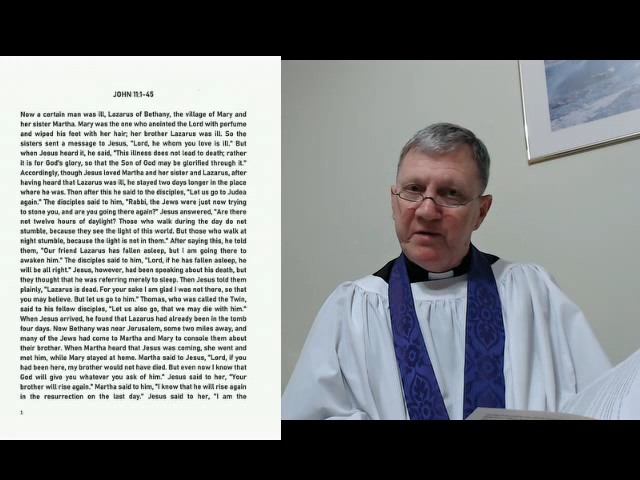 JOHN 11:1-45
Now a certain man was ill, Lazarus of Bethany, the village of Mary and
her sister Martha. Mary was the one who anointed the Lord with perfume
and wiped his feet with her hair; her brother Lazarus was ill. So the
sisters sent a message to Jesus, "Lord, he whom you love is ill." But
when Jesus heard it, he said, "This illness does not lead to death; rather
it is for God's glory, so that the Son of God may be glorified through it."
Accordingly, though Jesus loved Martha and her sister and Lazarus, after
having heard that Lazarus was ill, he stayed two days longer in the place
where he was. Then after this he said to the disciples, "Let us go to Judea
again." The disciples said to him, "Rabbi, the Jews were just now trying
to stone you, and are you going there again?" Jesus answered, "Are there
not twelve hours of daylight? Those who walk during the day do not
stumble, because they see the light of this world. But those who walk at
night stumble, because the light is not in them." After saying this, he told
them, "Our friend Lazarus has fallen asleep, but I am going there to
awaken him." The disciples said to him, "Lord, if he has fallen asleep, he
will be all right." Jesus, however, had been speaking about his death, but
they thought that he was referring merely to sleep. Then Jesus told them
plainly, "Lazarus is dead. For your sake I am glad I was not there, so that
you may believe. But let us go to him." Thomas, who was called the Twin,
said to his fellow disciples, "Let us also go, that we may die with him."
When Jesus arrived, he found that Lazarus had already been in the tomb
four days. Now Bethany was near Jerusalem, some two miles away, and
many of the Jews had come to Martha and Mary to console them about
their brother. When Martha heard that Jesus was coming, she went and
met him, while Mary stayed at home. Martha said to Jesus, "Lord, if you
had been here, my brother would not have died. But even now I know that
God will give you whatever you ask of him." Jesus said to her, "Your
brother will rise again." Martha said to him, "I know that he will rise again
in the resurrection on the last day." Jesus said to her, "I am the